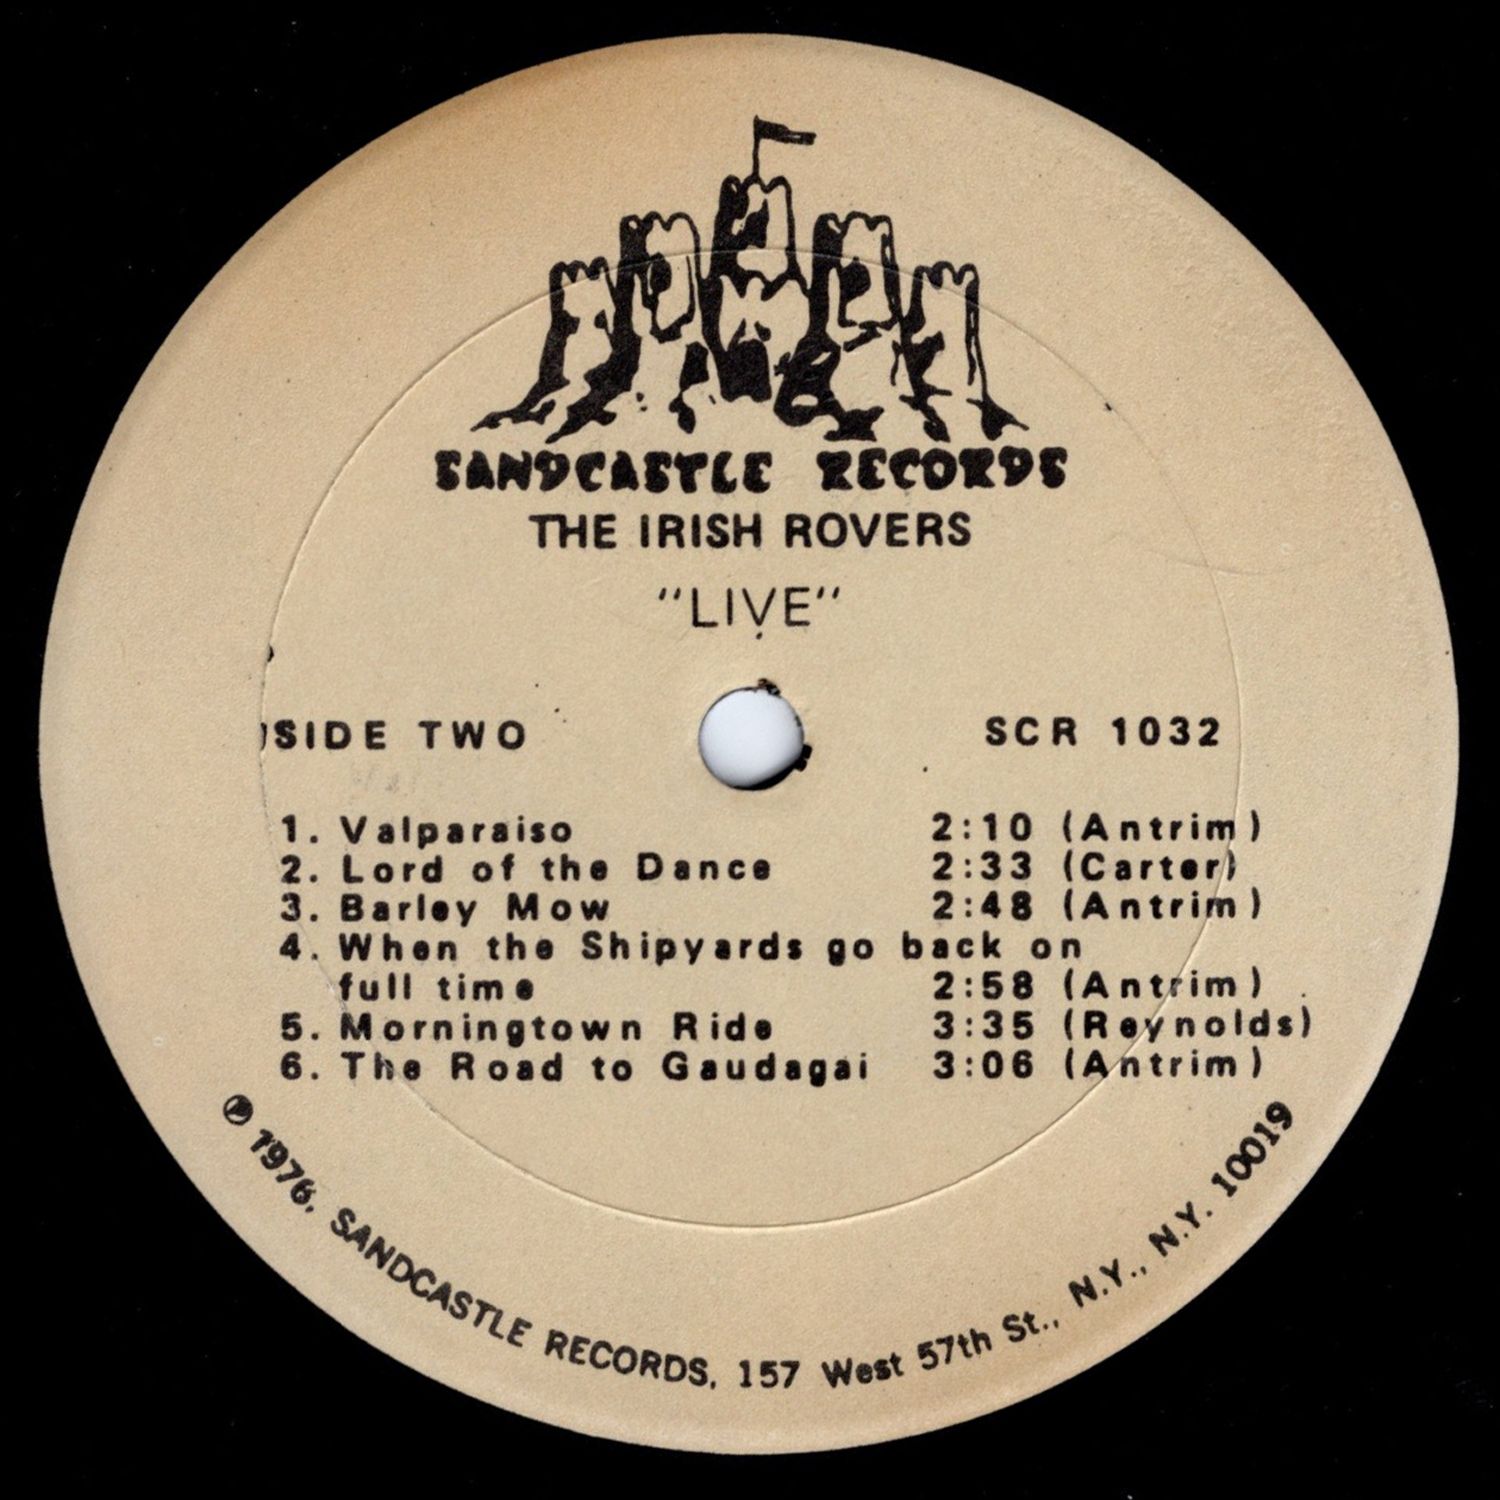 SANDCASTLE RECORDS
THE IRISH ROVERS
"LIVE"
SIDE TWO SCR 1032
1. Valparaiso 2:10 (Antrim)
2. Lord of the Dance 2:33 (Carter)
3. Barley Mow 2:48 (Antrim)
4. When the Shipyards go back on
full time 2:58 (Antrim)
5. Morningtown Ride 3:35 (Reynolds)
6. The Road to Gaudagai 3:06 (Antrim)
℗ 1976, SANDCASTLE RECORDS, 157 West 57th St., N.Y., N.Y. 10019